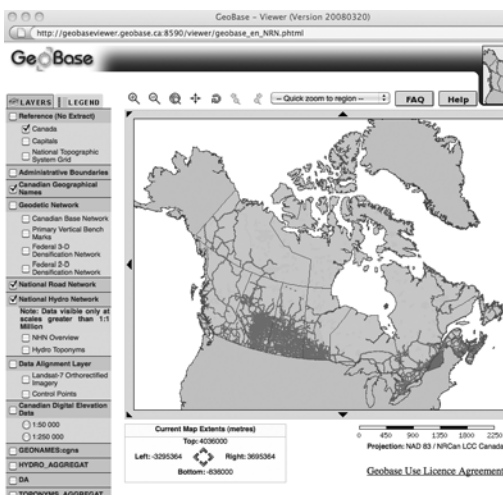 GeoBase – Viewer (Version 20080320)
http://geobaseviewer.geobase.ca:8590/viewer/geobase_en_NRN.phtml
GeoBase
LAYERS
LEGEND
-- Quick zoom to region --
FAQ
Help
Reference (No Extract)
Canada
Capitals
National Topographic
System Grid
Administrative Boundaries
Canadian Geographical
Names
Geodetic Network
Canadian Base Network
Primary Vertical Bench
Marks
Federal 3-D
Densification Network
Federal 2-D
Densification Network
National Road Network
National Hydro Network
Note: Data visible only at
scales greater than 1:1
Million
NHN Overview
Hydro Toponyms
Data Alignment Layer
Landsat-7 Orthorectified
Imagery
Control Points
Canadian Digital Elevation
Data
1:50 000
1:250 000
GEONAMES:cgns
HYDRO_AGGREGAT
DA
TOPONYMS_AGGREGAT
Current Map Extents (metres)
Top: 4036000
Left: -3295364
Right: 3695364
Bottom: -836000
0 450 900 1350 1800 2250
Projection: NAD 83 / NRCan LCC Canada
Geobase Use Licence Agreement